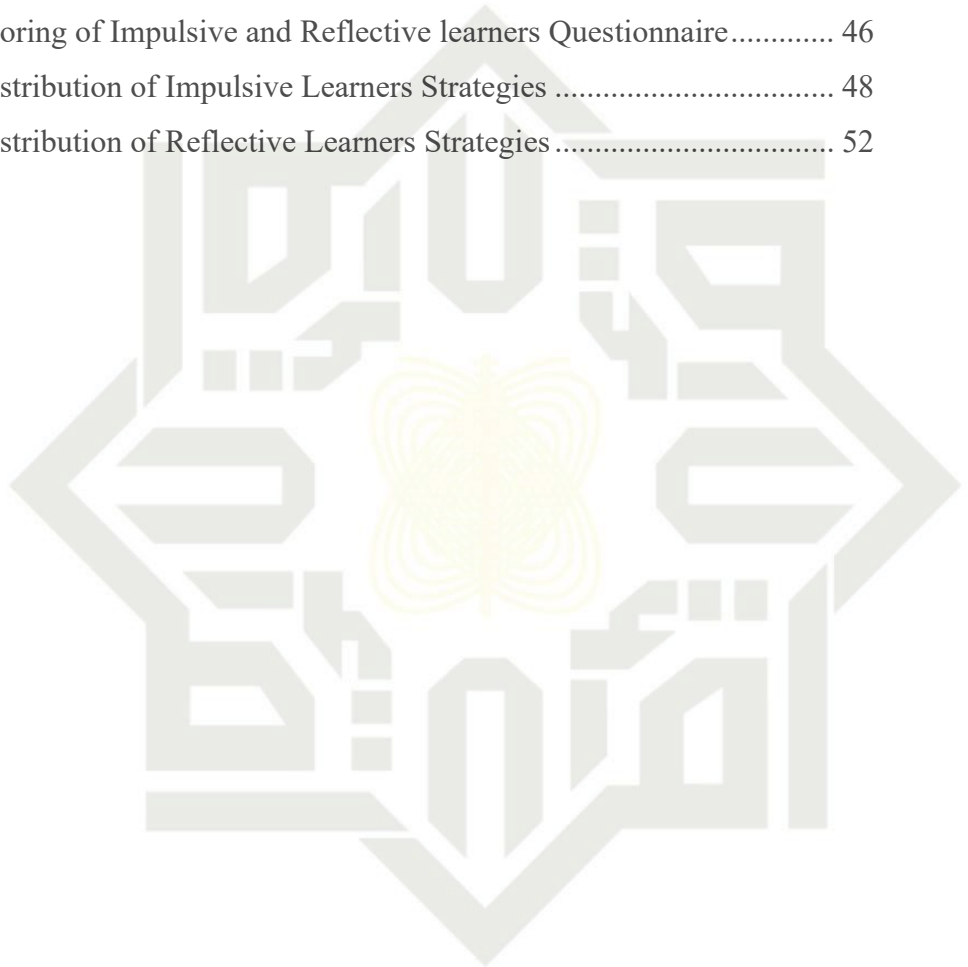 oring of Impulsive and Reflective learners Questionnaire............. 46
stribution of Impulsive Learners Strategies .................................. 48
stribution of Reflective Learners Strategies .................................. 52